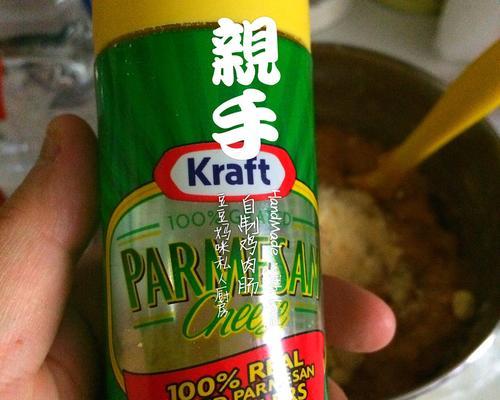 親手
Kraft
100% GRATED
PARMESAN
Cheese
HandMade
自制鸡肉肠
豆豆妈咪私人厨房
100% REAL
PARMESAN